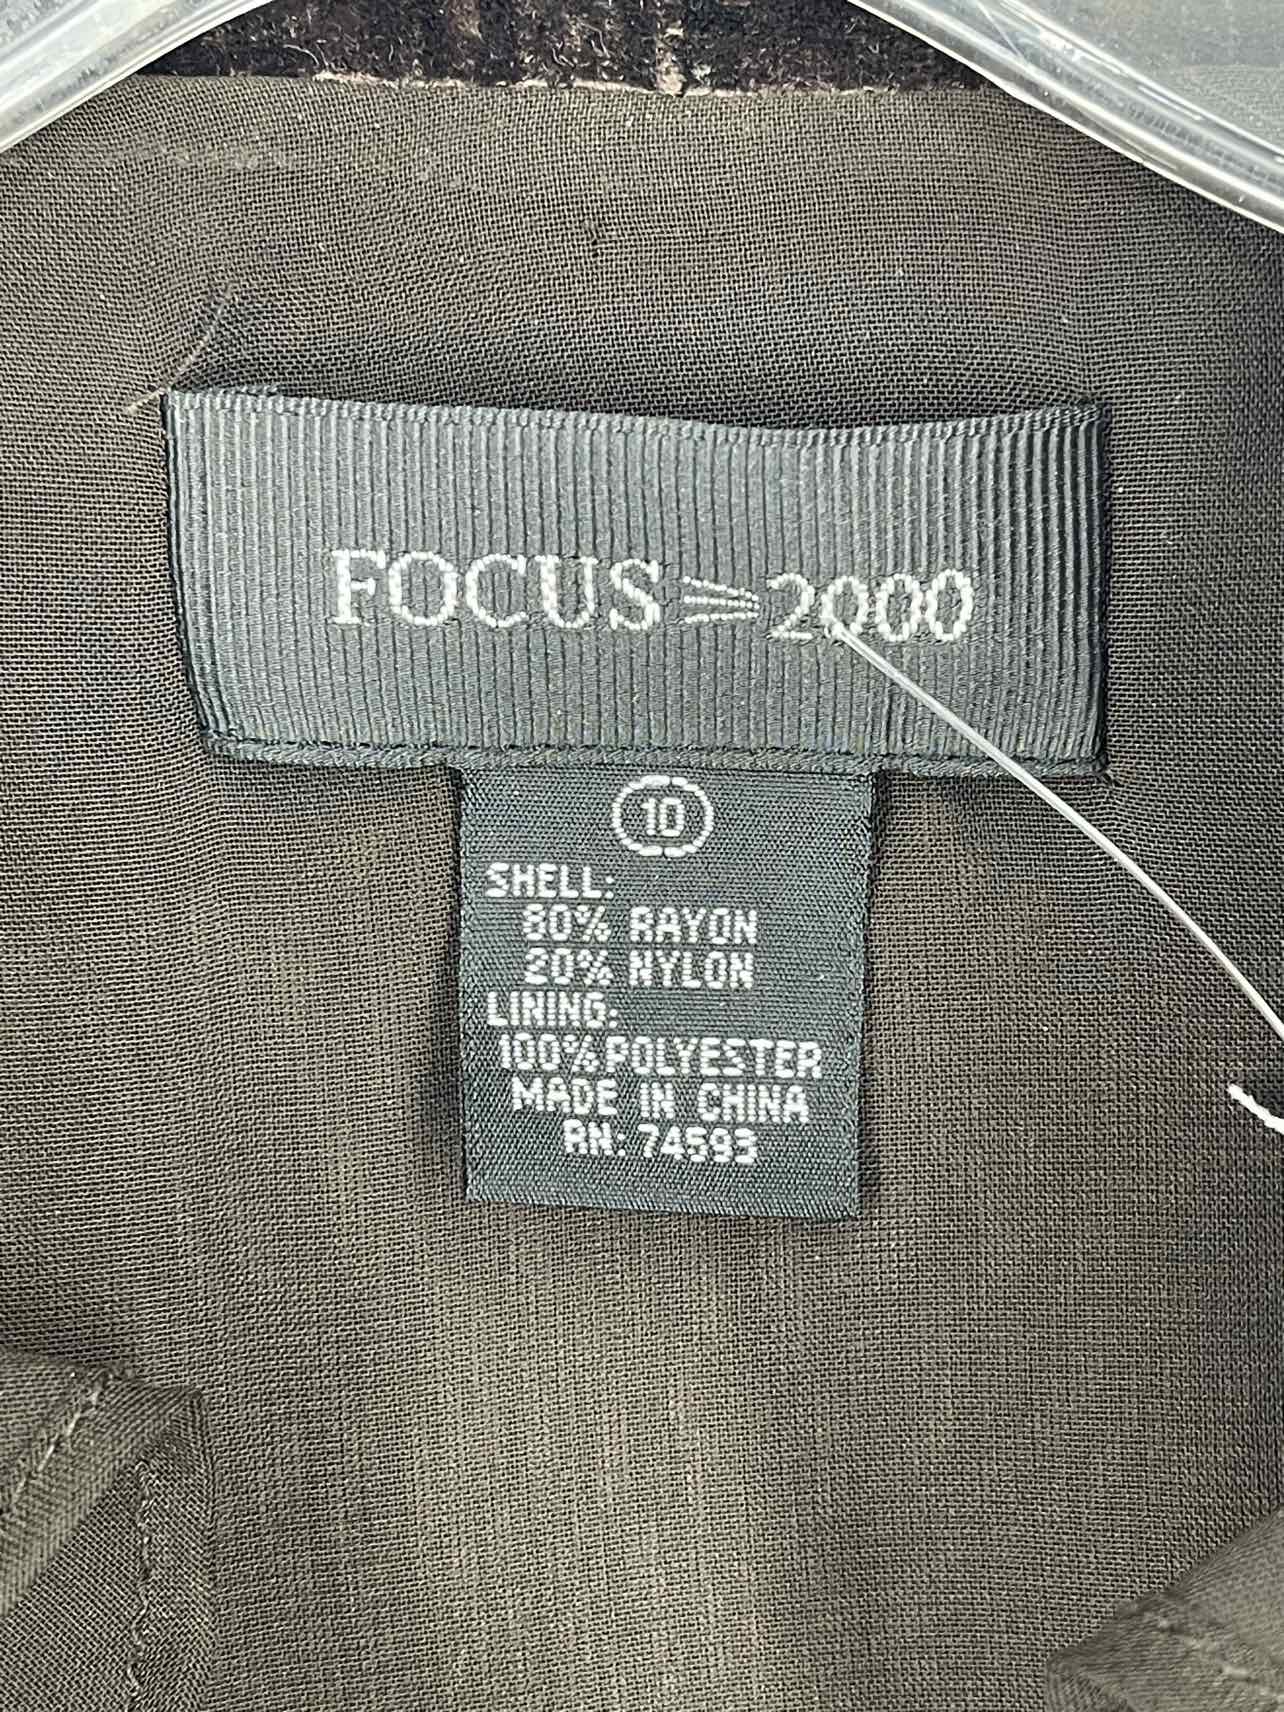 FOCUS 2000
10
SHELL:
80% RAYON
20% NYLON
LINING:
100% POLYESTER
MADE IN CHINA
RN: 74593